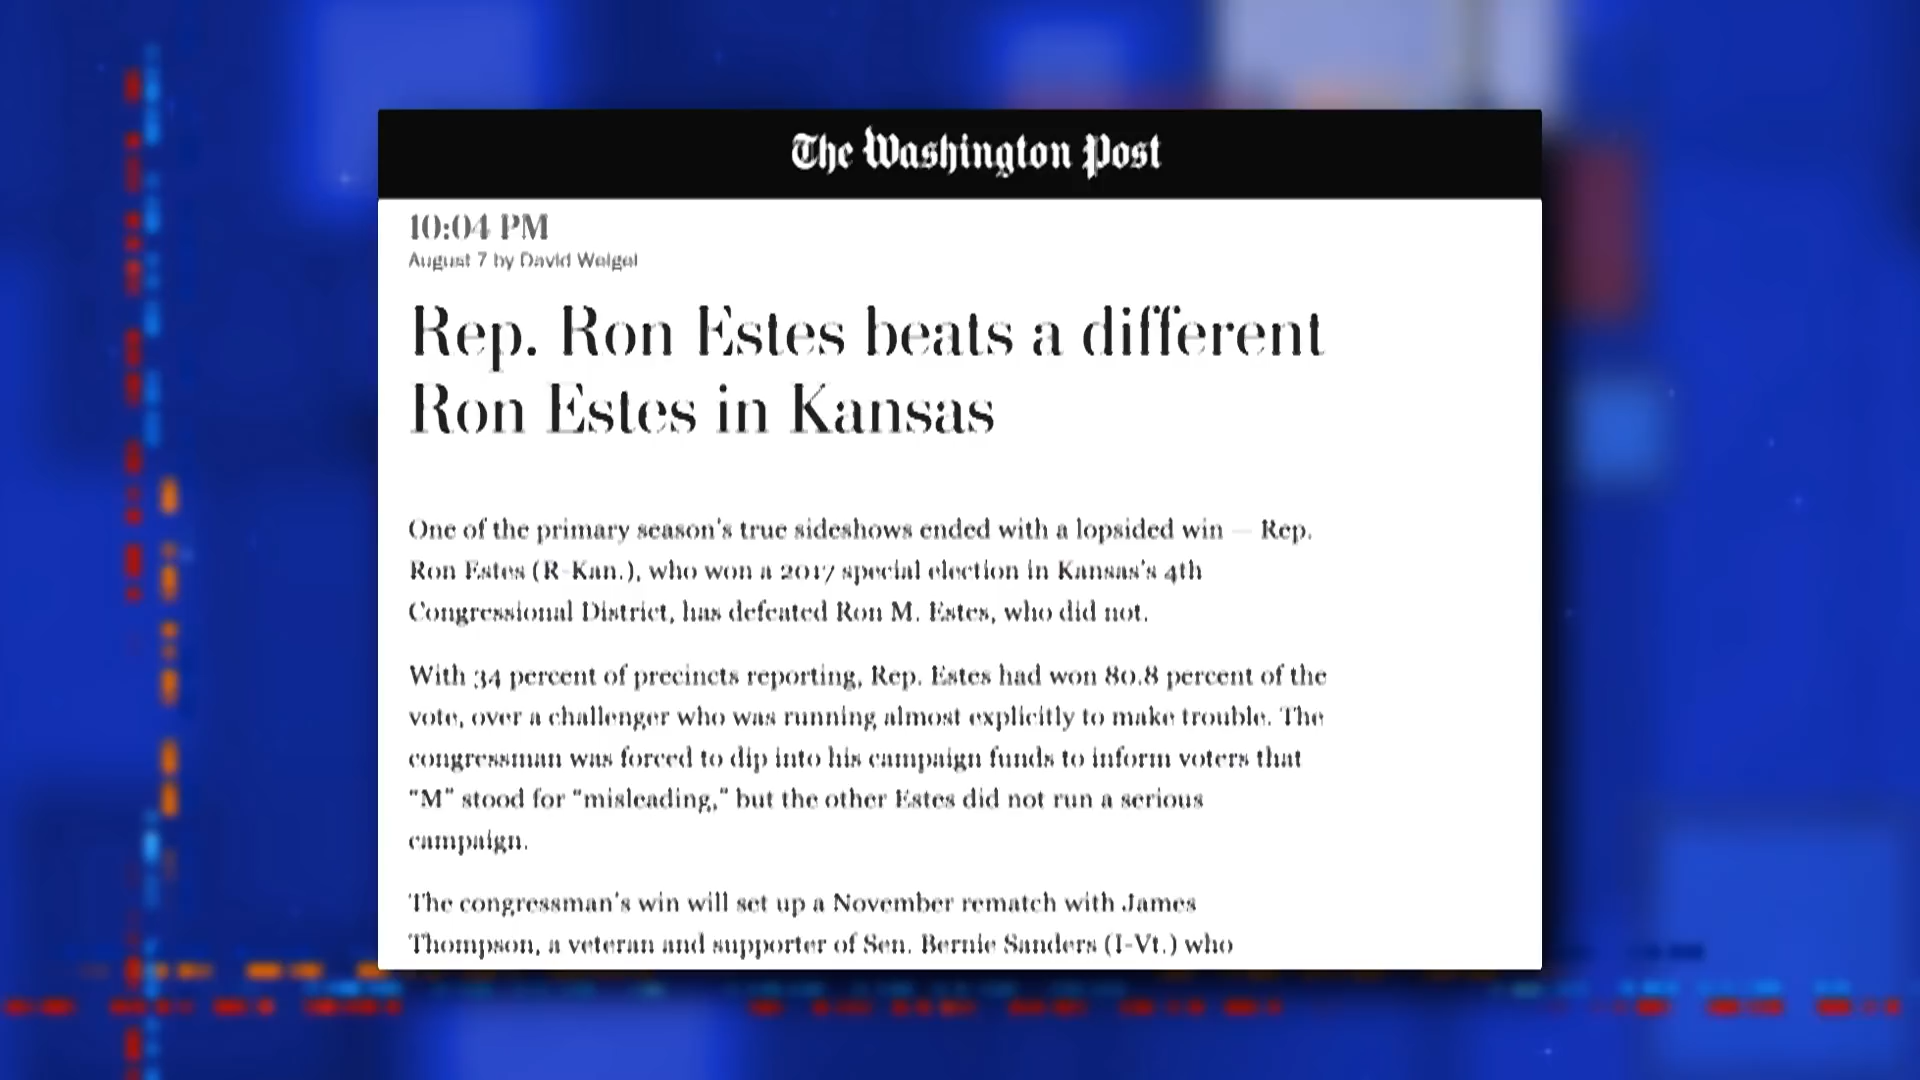 The Washington Post
10:04 PM
August 7 by David Weigel
Rep. Ron Estes beats a different
Ron Estes in Kansas
One of the primary season's true sideshows ended with a lopsided win — Rep.
Ron Estes (R-Kan.), who won a 2017 special election in Kansas's 4th
Congressional District, has defeated Ron M. Estes, who did not.
With 34 percent of precincts reporting, Rep. Estes had won 80.8 percent of the
vote, over a challenger who was running almost explicitly to make trouble. The
congressman was forced to dip into his campaign funds to inform voters that
"M" stood for "misleading," but the other Estes did not run a serious
campaign.
The congressman's win will set up a November rematch with James
Thompson, a veteran and supporter of Sen. Bernie Sanders (I-Vt.) who